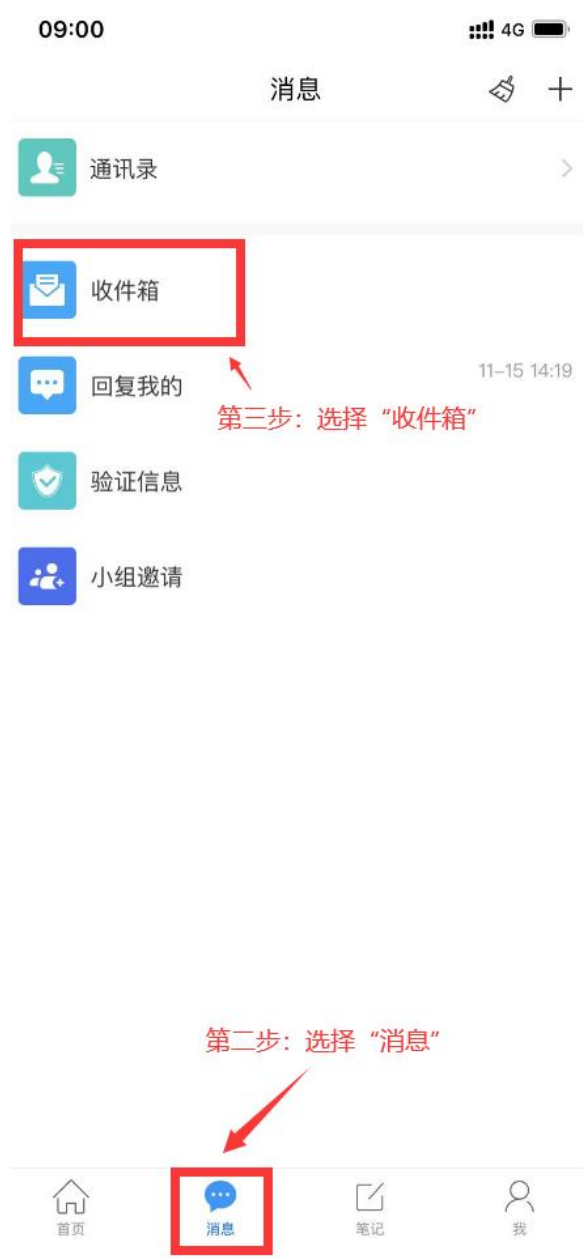 09:00
4G
消息
通讯录
收件箱
回复我的
11-15 14:19
第三步：选择“收件箱”
验证信息
小组邀请
第二步：选择“消息”
首页
消息
笔记
我